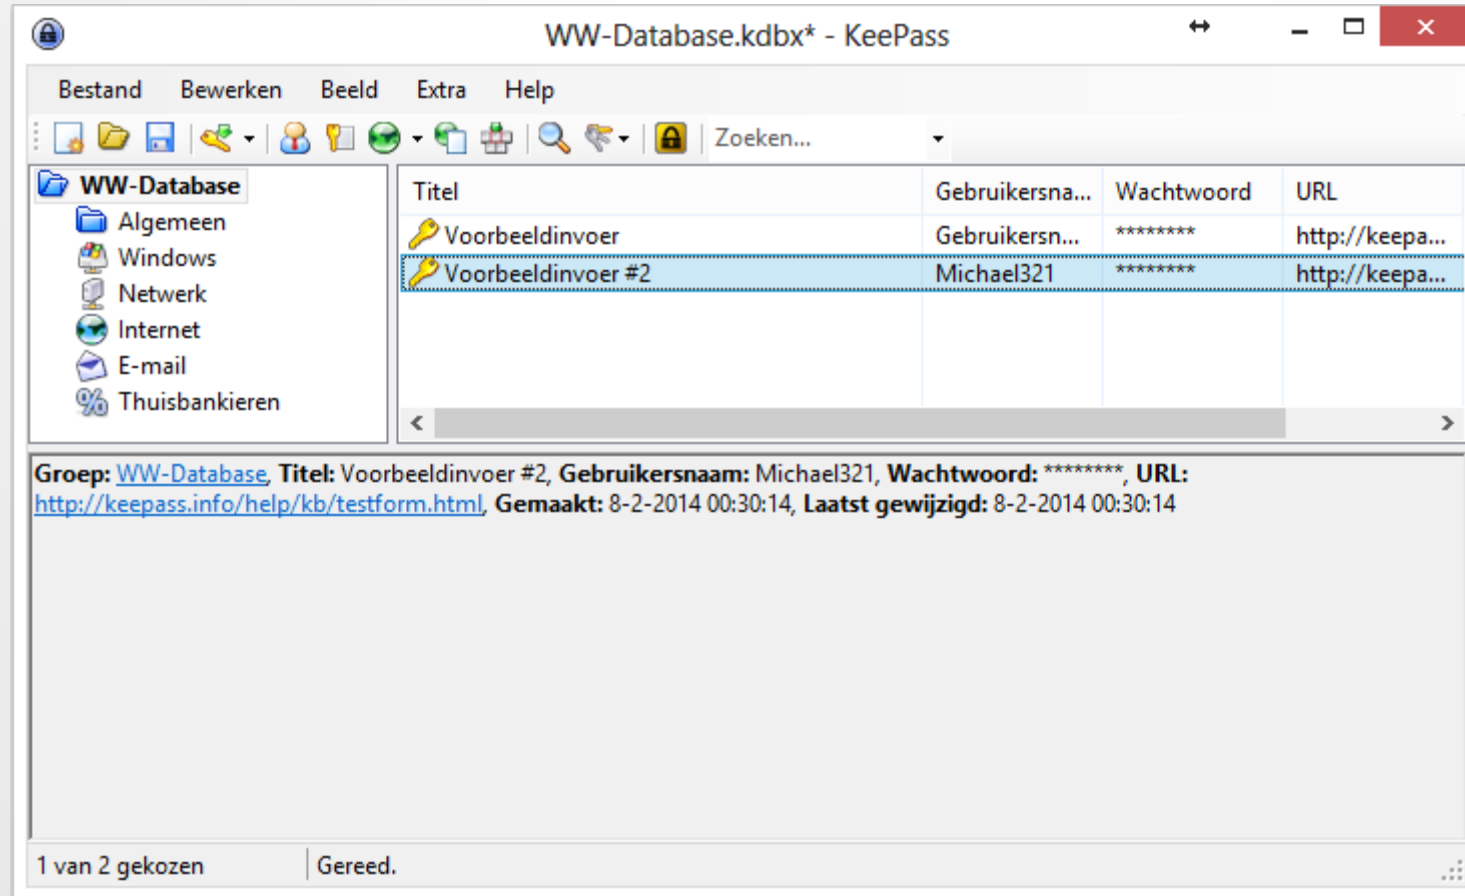 WW-Database.kdbx* - KeePass
Bestand Bewerken Beeld Extra Help
Zoeken...
WW-Database
Algemeen
Windows
Netwerk
Internet
E-mail
Thuisbankieren
Titel Gebruikersna... Wachtwoord URL
Voorbeeldinvoer Gebruikersn... ******** http://keepa...
Voorbeeldinvoer #2 Michael321 ******** http://keepa...
Groep: WW-Database, Titel: Voorbeeldinvoer #2, Gebruikersnaam: Michael321, Wachtwoord: ********, URL:
http://keepass.info/help/kb/testform.html, Gemaakt: 8-2-2014 00:30:14, Laatst gewijzigd: 8-2-2014 00:30:14
1 van 2 gekozen Gereed.